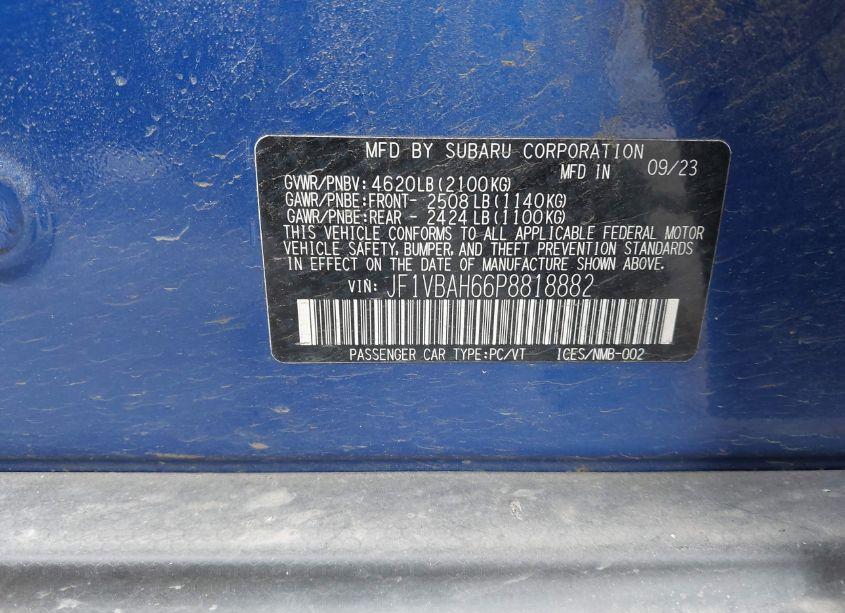 MFD BY SUBARU CORPORATION
MFD IN 09/23
GVWR/PNBV: 4620LB(2100KG)
GAWR/PNBE:FRONT- 2508LB(1140KG)
GAWR/PNBE:REAR - 2424LB(1100KG)
THIS VEHICLE CONFORMS TO ALL APPLICABLE FEDERAL MOTOR
VEHICLE SAFETY, BUMPER, AND THEFT PREVENTION STANDARDS
IN EFFECT ON THE DATE OF MANUFACTURE SHOWN ABOVE.
VIN: JF1VBAH66P8818882
PASSENGER CAR TYPE:PC/VT ICES/NMB-002